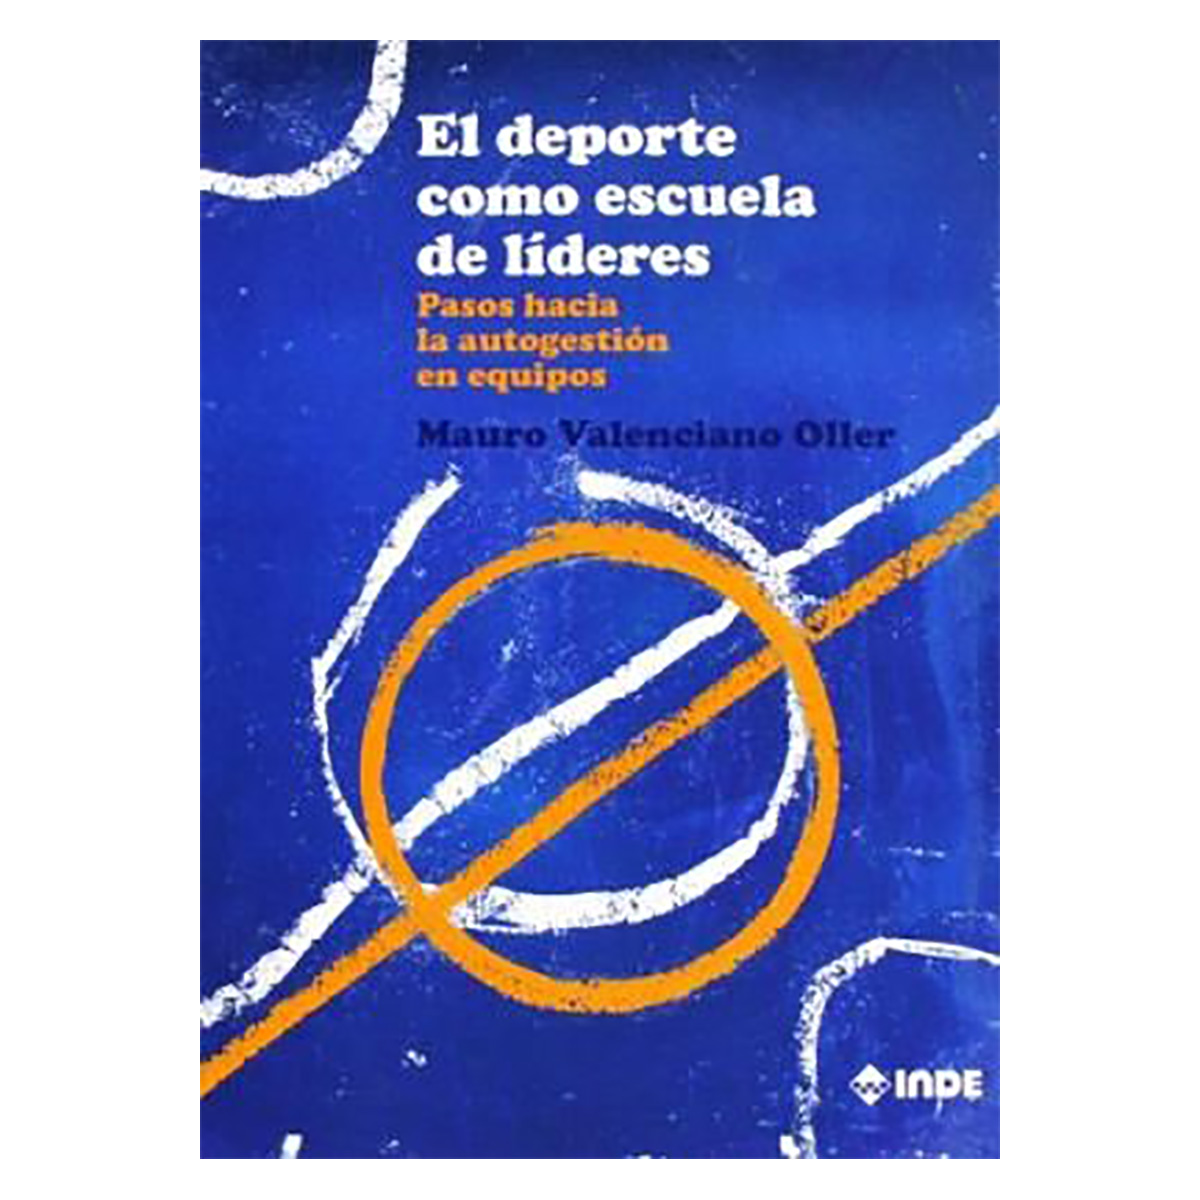 El deporte
como escuela
de líderes
Pasos hacia
la autogestión
en equipos
Mauro Valenciano Oller
INDE